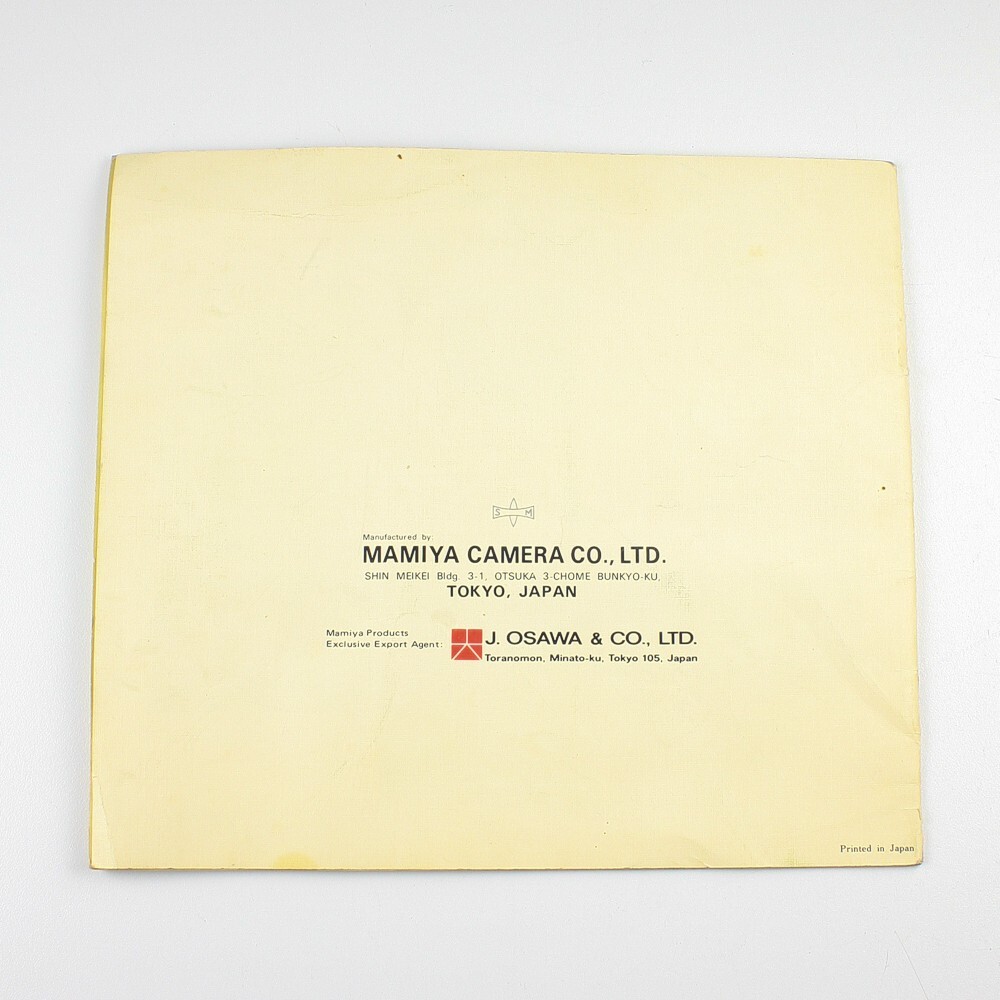 S M
Manufactured by:
MAMIYA CAMERA CO., LTD.
SHIN MEIKEI Bldg. 3-1, OTSUKA 3-CHOME BUNKYO-KU,
TOKYO, JAPAN
Mamiya Products
Exclusive Export Agent:
J. OSAWA & CO., LTD.
Toranomon, Minato-ku, Tokyo 105, Japan
Printed in Japan